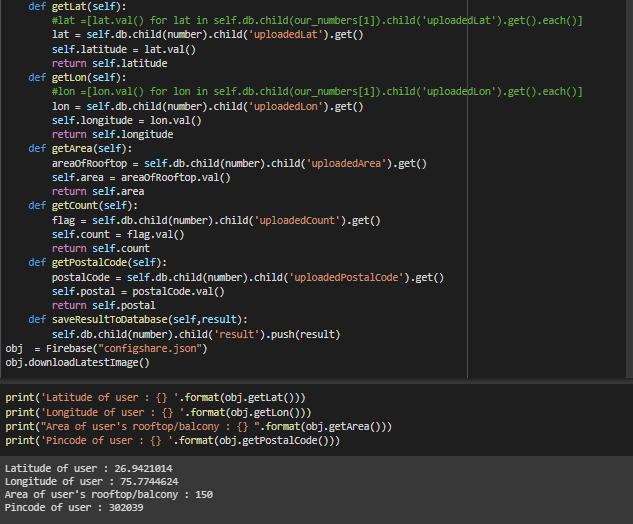 def getLat(self):
#lat =[lat.val() for lat in self.db.child(our_numbers[1]).child('uploadedLat').get().each()]
lat = self.db.child(number).child('uploadedLat').get()
self.latitude = lat.val()
return self.latitude
def getLon(self):
#lon =[lon.val() for lon in self.db.child(our_numbers[1]).child('uploadedLon').get().each()]
lon = self.db.child(number).child('uploadedLon').get()
self.longitude = lon.val()
return self.longitude
def getArea(self):
areaOfRooftop = self.db.child(number).child('uploadedArea').get()
self.area = areaOfRooftop.val()
return self.area
def getCount(self):
flag = self.db.child(number).child('uploadedCount').get()
self.count = flag.val()
return self.count
def getPostalCode(self):
postalCode = self.db.child(number).child('uploadedPostalCode').get()
self.postal = postalCode.val()
return self.postal
def saveResultToDatabase(self,result):
self.db.child(number).child('result').push(result)
obj  = Firebase("configshare.json")
obj.downloadLatestImage()
print('Latitude of user : {} '.format(obj.getLat()))
print('Longitude of user : {} '.format(obj.getLon()))
print("Area of user's rooftop/balcony : {} ".format(obj.getArea()))
print('Pincode of user : {} '.format(obj.getPostalCode()))
Latitude of user : 26.9421014
Longitude of user : 75.7744624
Area of user's rooftop/balcony : 150
Pincode of user : 302039